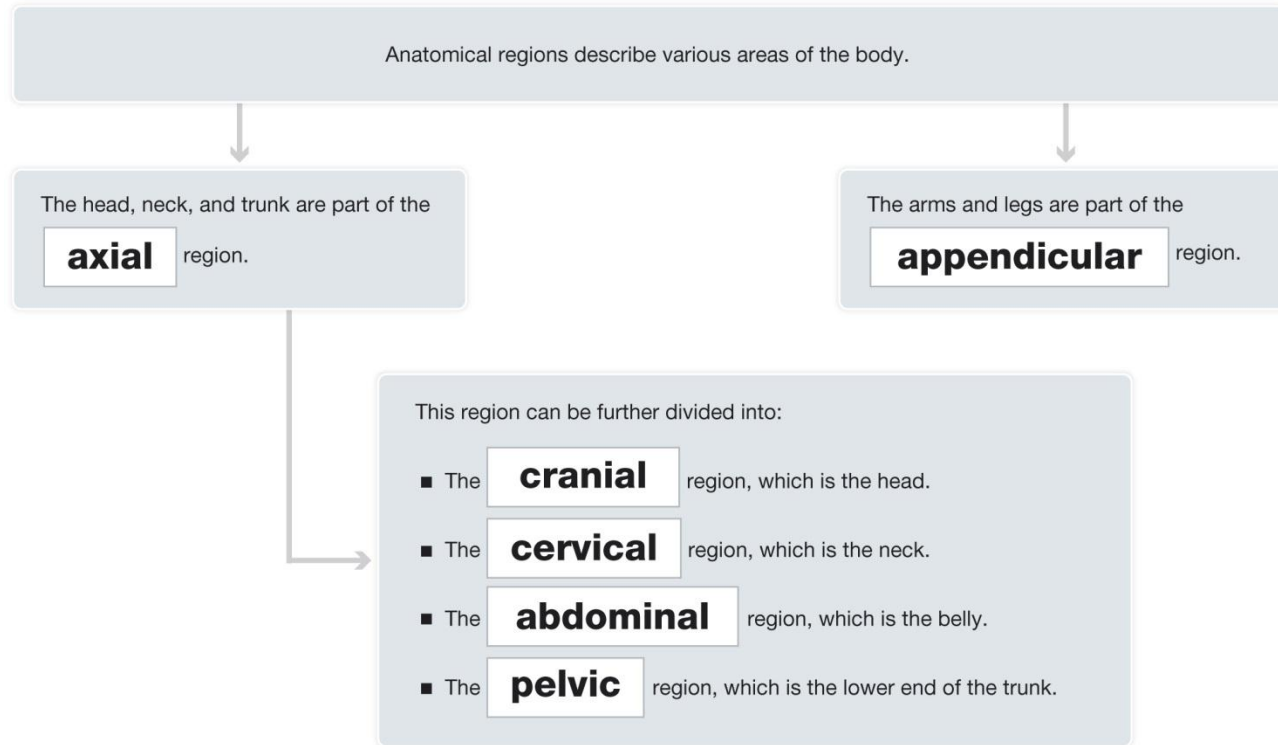 Anatomical regions describe various areas of the body.
The head, neck, and trunk are part of the
axial region.
The arms and legs are part of the
appendicular region.
This region can be further divided into:
■ The cranial region, which is the head.
■ The cervical region, which is the neck.
■ The abdominal region, which is the belly.
■ The pelvic region, which is the lower end of the trunk.